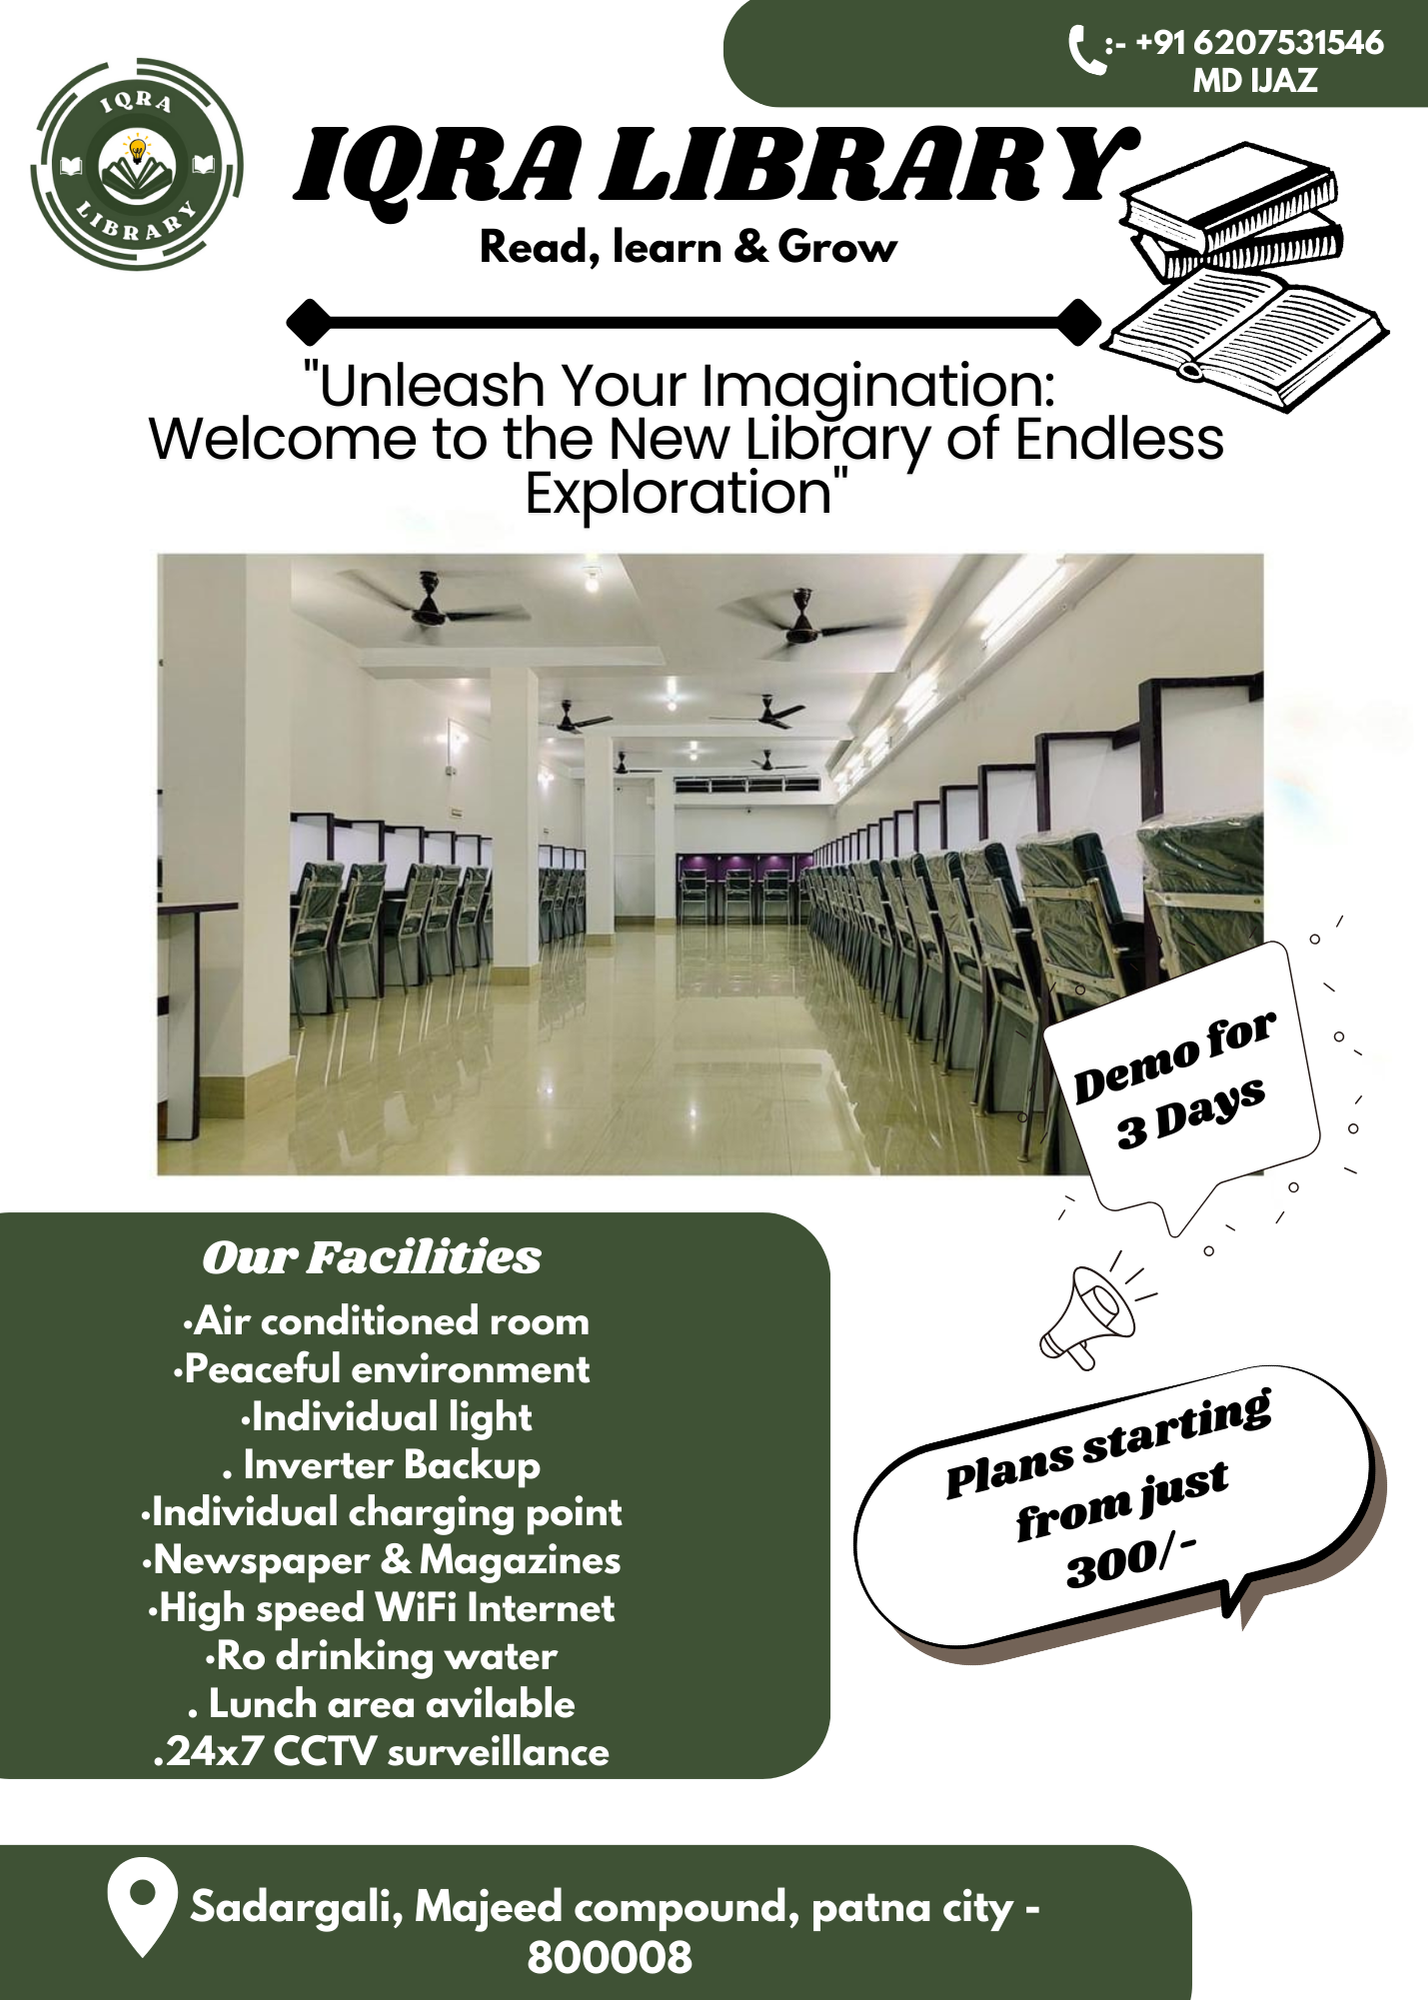 :- +91 6207531546
MD IJAZ
IQRA
LIBRARY
IQRA LIBRARY
Read, learn & Grow
"Unleash Your Imagination:
Welcome to the New Library of Endless
Exploration"
Demo for
3 Days
Our Facilities
•Air conditioned room
•Peaceful environment
•Individual light
. Inverter Backup
•Individual charging point
•Newspaper & Magazines
•High speed WiFi Internet
•Ro drinking water
. Lunch area avilable
.24x7 CCTV surveillance
Plans starting
from just
300/-
Sadargali, Majeed compound, patna city -
800008